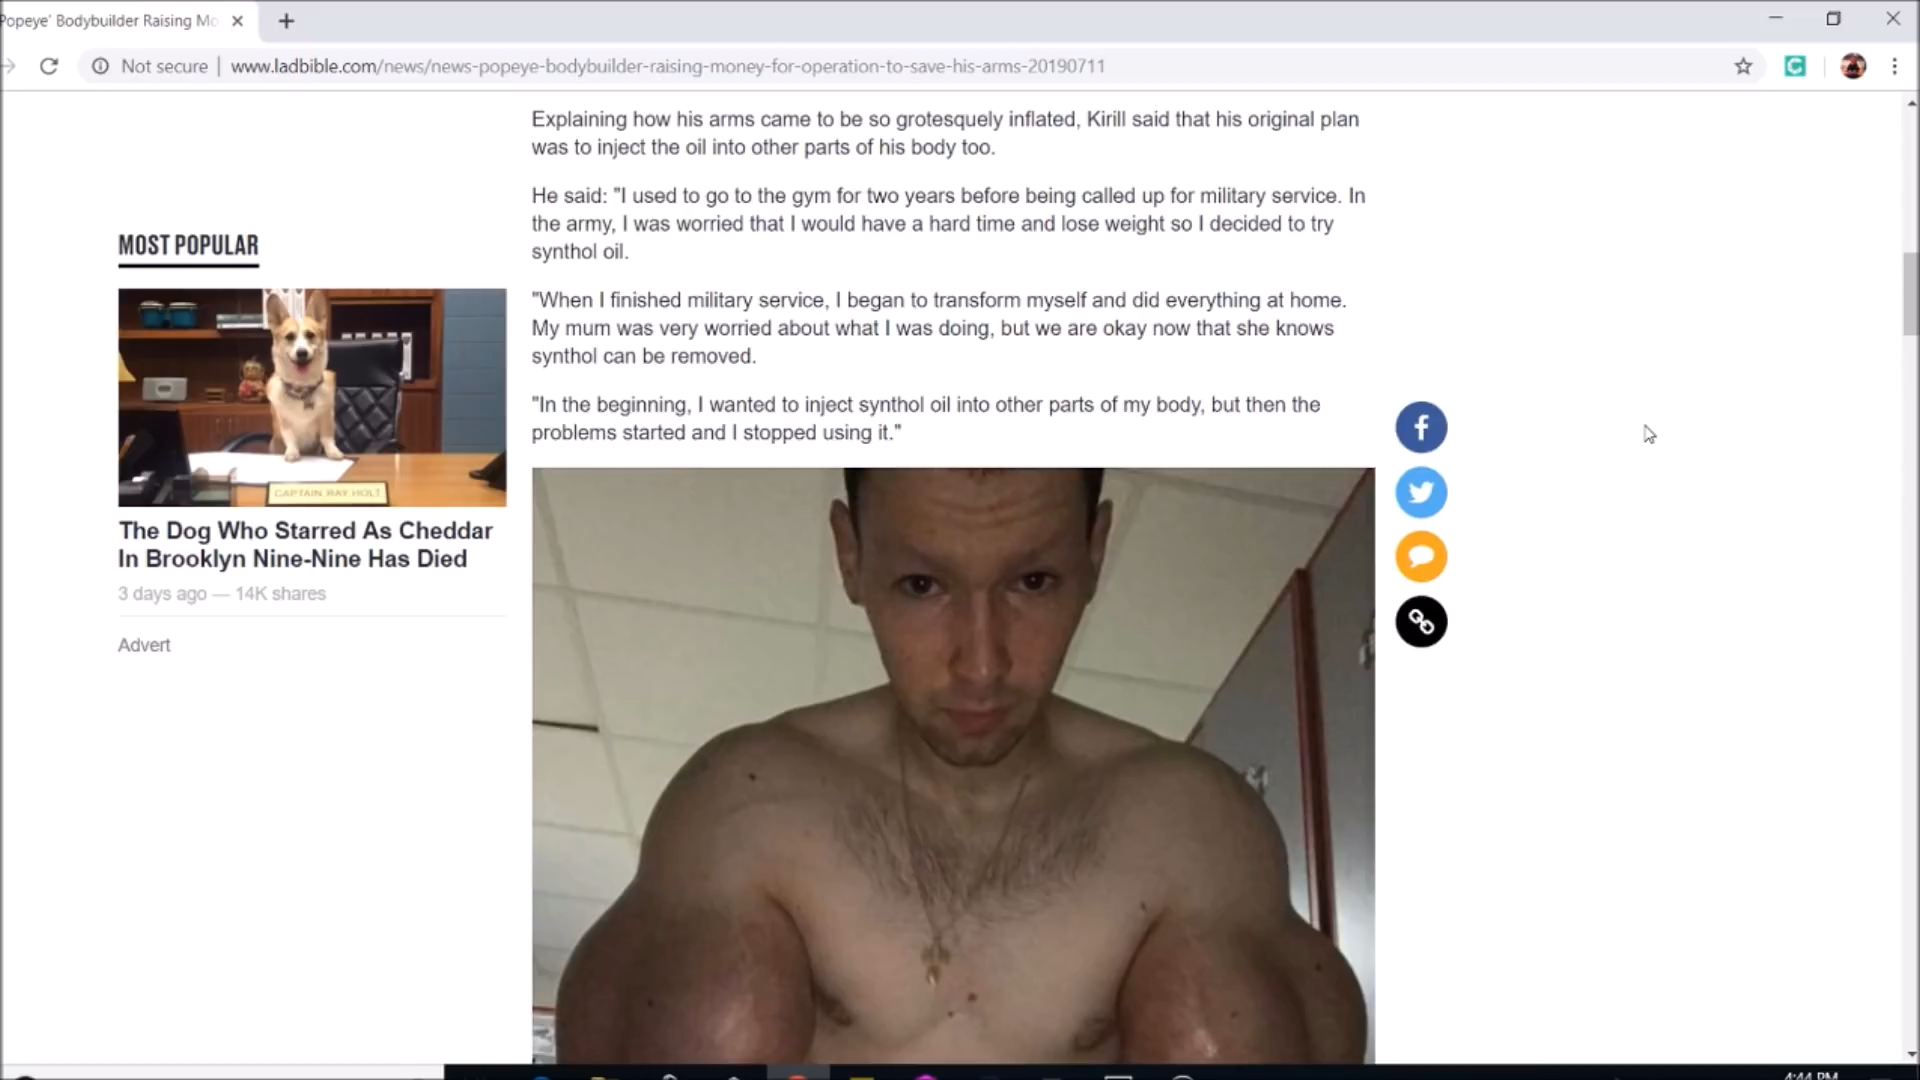 Popeye' Bodybuilder Raising Mo
Not secure
www.ladbible.com/news/news-popeye-bodybuilder-raising-money-for-operation-to-save-his-arms-20190711
Explaining how his arms came to be so grotesquely inflated, Kirill said that his original plan
was to inject the oil into other parts of his body too.
He said: "I used to go to the gym for two years before being called up for military service. In
the army, I was worried that I would have a hard time and lose weight so I decided to try
synthol oil.
"When I finished military service, I began to transform myself and did everything at home.
My mum was very worried about what I was doing, but we are okay now that she knows
synthol can be removed.
"In the beginning, I wanted to inject synthol oil into other parts of my body, but then the
problems started and I stopped using it."
MOST POPULAR
CAPTAIN RAY HOLT
The Dog Who Starred As Cheddar
In Brooklyn Nine-Nine Has Died
3 days ago — 14K shares
Advert
4:44 PM